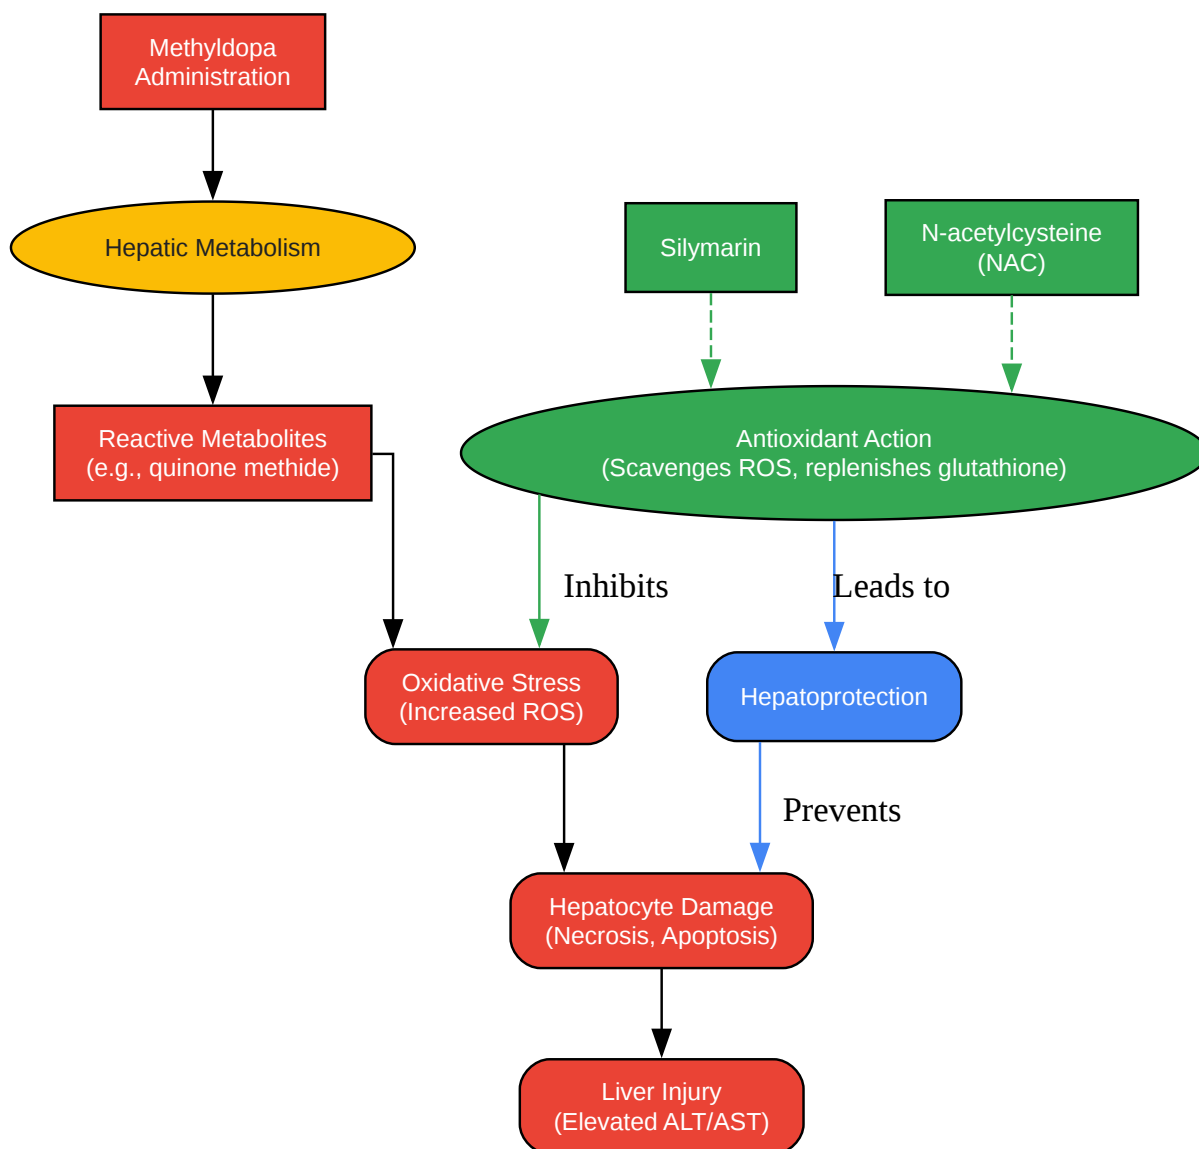 Methyldopa
Administration
Hepatic Metabolism
Silymarin
N-acetylcysteine
(NAC)
Reactive Metabolites
(e.g., quinone methide)
Antioxidant Action
(Scavenges ROS, replenishes glutathione)
Inhibits
Leads to
Oxidative Stress
(Increased ROS)
Hepatoprotection
Prevents
Hepatocyte Damage
(Necrosis, Apoptosis)
Liver Injury
(Elevated ALT/AST)